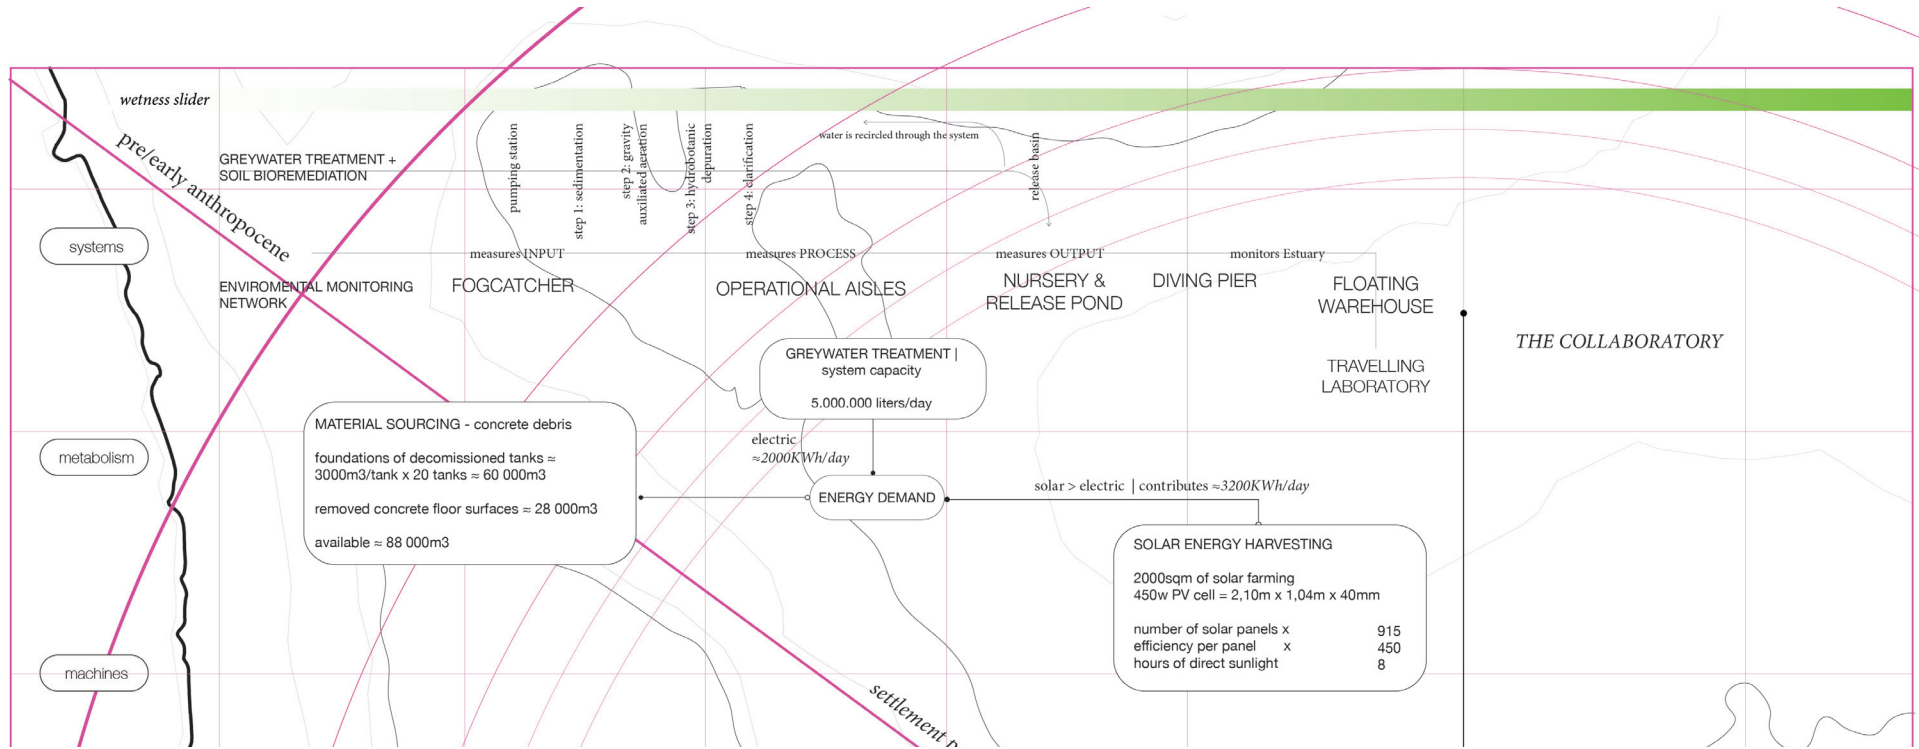 wetness slider
pre/early anthropocene
GREYWATER TREATMENT +
SOIL BIOREMEDIATION
pumping station
step 1: sedimentation
step 2: gravity
auxiliated aeration
step 3: hydrobotanic
depuration
step 4: clarification
water is recircled through the system
release basin
systems
measures INPUT
measures PROCESS
measures OUTPUT
monitors Estuary
ENVIROMENTAL MONITORING
NETWORK
FOGCATCHER
OPERATIONAL AISLES
NURSERY &
RELEASE POND
DIVING PIER
FLOATING
WAREHOUSE
THE COLLABORATORY
TRAVELLING
LABORATORY
GREYWATER TREATMENT |
system capacity
5.000.000 liters/day
MATERIAL SOURCING - concrete debris
foundations of decomissioned tanks ≈
3000m3/tank x 20 tanks ≈ 60 000m3
removed concrete floor surfaces ≈ 28 000m3
available ≈ 88 000m3
metabolism
electric
≈2000KWh/day
ENERGY DEMAND
solar > electric | contributes ≈3200KWh/day
SOLAR ENERGY HARVESTING
2000sqm of solar farming
450w PV cell = 2,10m x 1,04m x 40mm
number of solar panels x 915
efficiency per panel x 450
hours of direct sunlight 8
machines
settlement